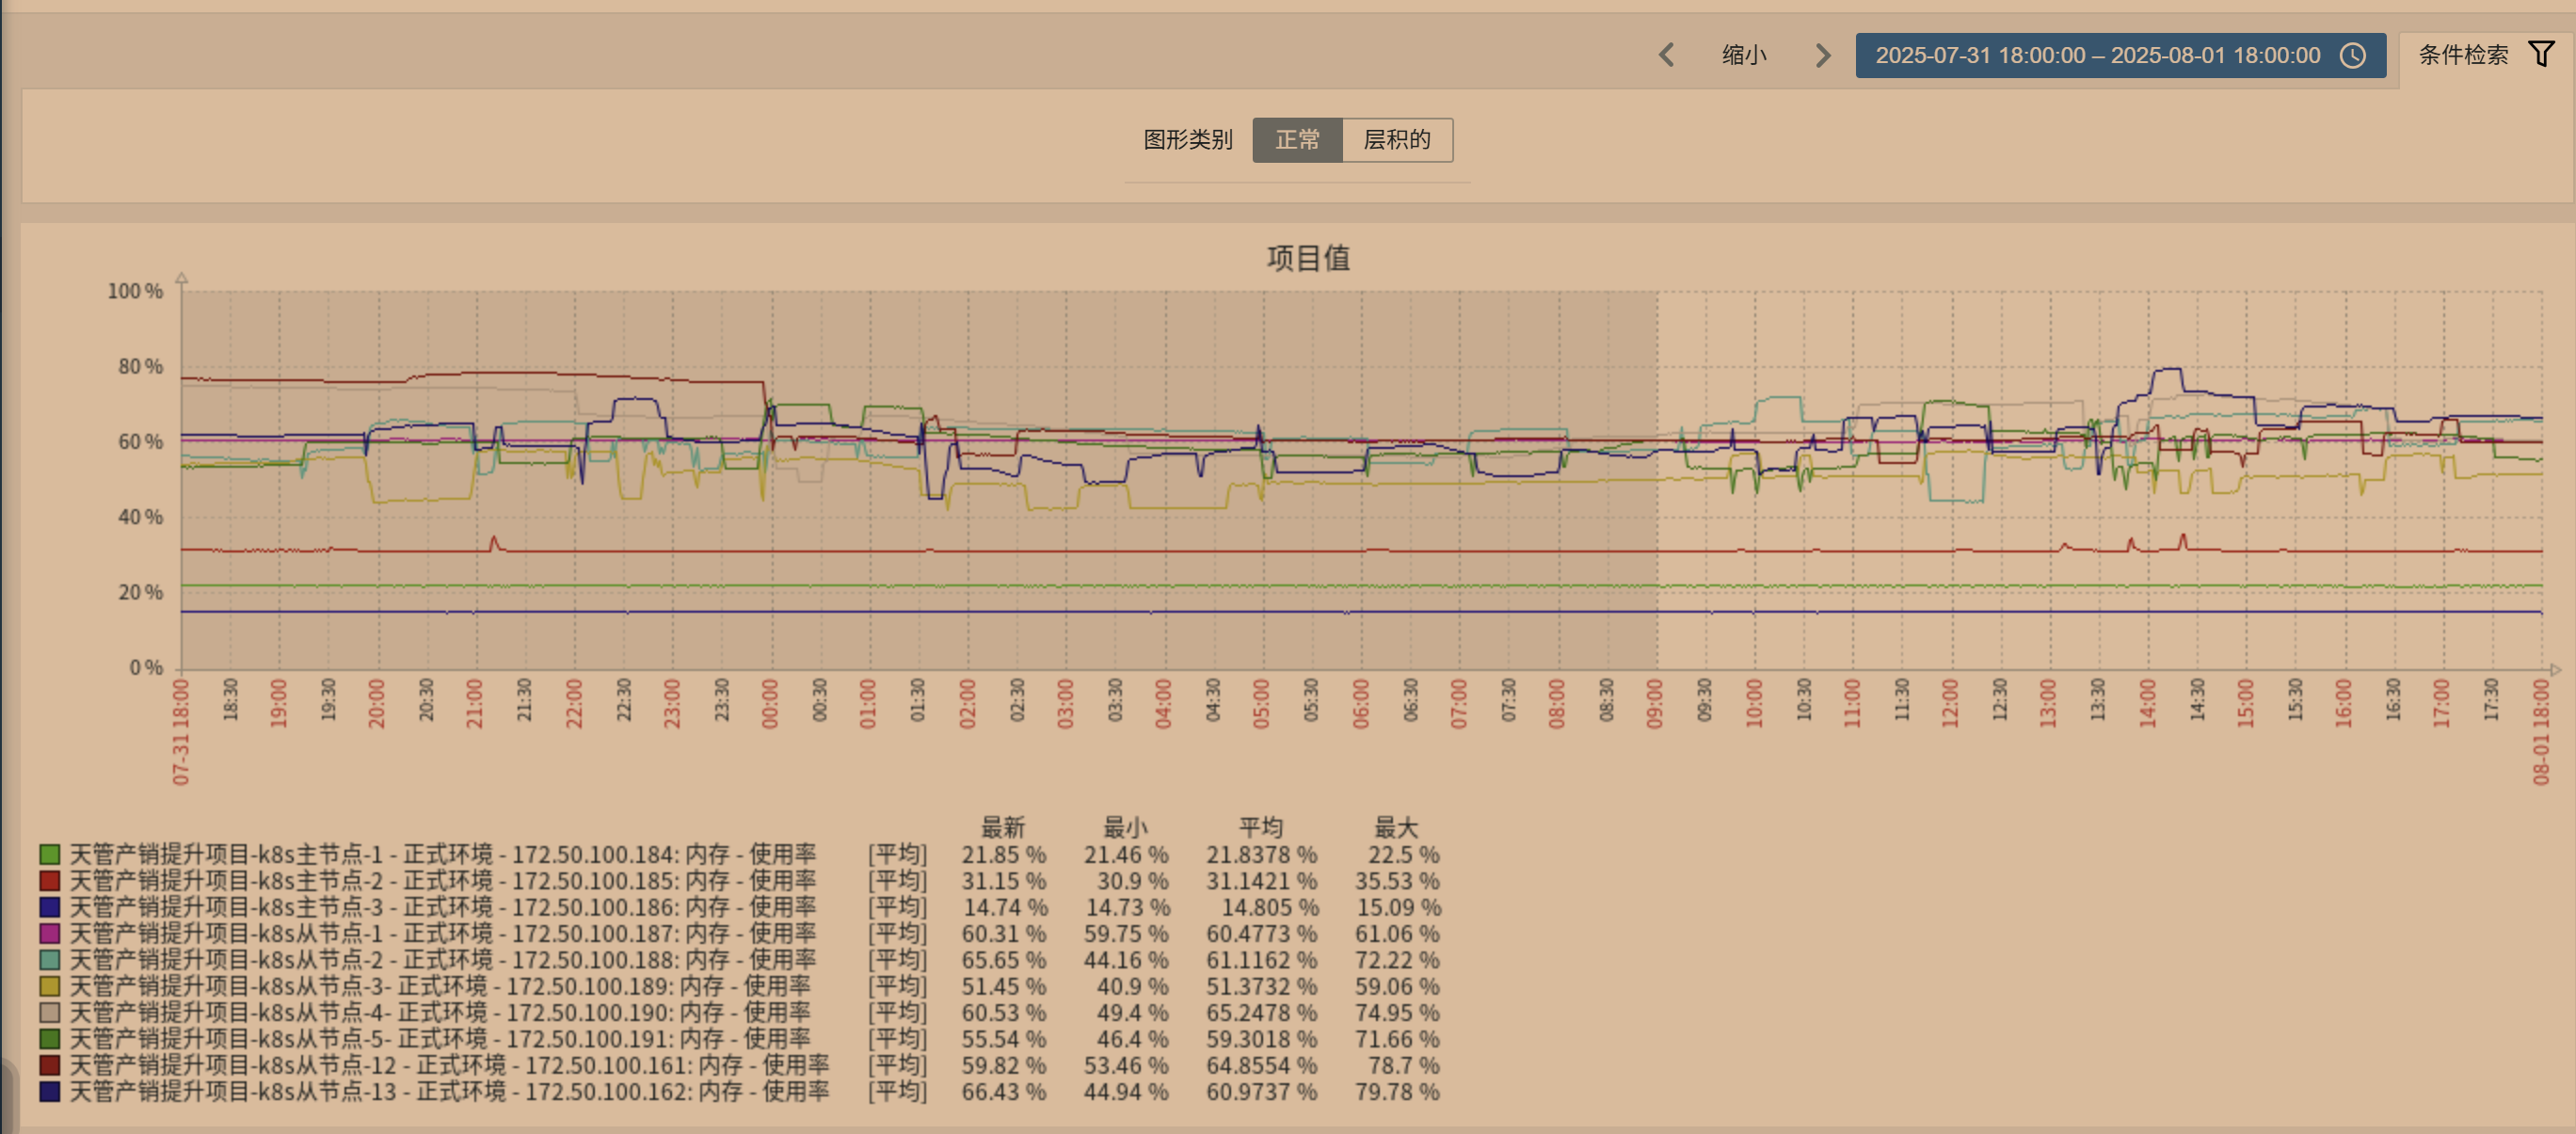 缩小 2025-07-31 18:00:00 – 2025-08-01 18:00:00 条件检索
图形类别 正常 层积的
项目值
100 %
80 %
60 %
40 %
20 %
0 %
07-31 18:00 18:30 19:00 19:30 20:00 20:30 21:00 21:30 22:00 22:30 23:00 23:30 00:00 00:30 01:00 01:30 02:00 02:30 03:00 03:30 04:00 04:30 05:00 05:30 06:00 06:30 07:00 07:30 08:00 08:30 09:00 09:30 10:00 10:30 11:00 11:30 12:00 12:30 13:00 13:30 14:00 14:30 15:00 15:30 16:00 16:30 17:00 17:30 08-01 18:00
最新 最小 平均 最大
天管产销提升项目-k8s主节点-1 - 正式环境 - 172.50.100.184: 内存 - 使用率 [平均] 21.85 % 21.46 % 21.8378 % 22.5 %
天管产销提升项目-k8s主节点-2 - 正式环境 - 172.50.100.185: 内存 - 使用率 [平均] 31.15 % 30.9 % 31.1421 % 35.53 %
天管产销提升项目-k8s主节点-3 - 正式环境 - 172.50.100.186: 内存 - 使用率 [平均] 14.74 % 14.73 % 14.805 % 15.09 %
天管产销提升项目-k8s从节点-1 - 正式环境 - 172.50.100.187: 内存 - 使用率 [平均] 60.31 % 59.75 % 60.4773 % 61.06 %
天管产销提升项目-k8s从节点-2 - 正式环境 - 172.50.100.188: 内存 - 使用率 [平均] 65.65 % 44.16 % 61.1162 % 72.22 %
天管产销提升项目-k8s从节点-3- 正式环境 - 172.50.100.189: 内存 - 使用率 [平均] 51.45 % 40.9 % 51.3732 % 59.06 %
天管产销提升项目-k8s从节点-4- 正式环境 - 172.50.100.190: 内存 - 使用率 [平均] 60.53 % 49.4 % 65.2478 % 74.95 %
天管产销提升项目-k8s从节点-5- 正式环境 - 172.50.100.191: 内存 - 使用率 [平均] 55.54 % 46.4 % 59.3018 % 71.66 %
天管产销提升项目-k8s从节点-12 - 正式环境 - 172.50.100.161: 内存 - 使用率 [平均] 59.82 % 53.46 % 64.8554 % 78.7 %
天管产销提升项目-k8s从节点-13 - 正式环境 - 172.50.100.162: 内存 - 使用率 [平均] 66.43 % 44.94 % 60.9737 % 79.78 %